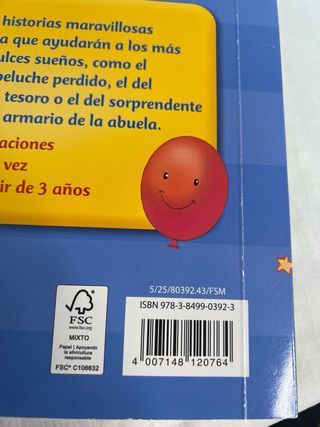 historias maravillosas
a que ayudarán a los más
ulces sueños, como el
peluche perdido, el del
tesoro o el del sorprendente
armario de la abuela.
aciones
vez
ir de 3 años
5/25/80392.43/FSM
ISBN 978-3-8499-0392-3
FSC
www.fsc.org
MIXTO
Papel | Apoyando
la silvicultura
responsable
FSC® C106632
4 007148 120764